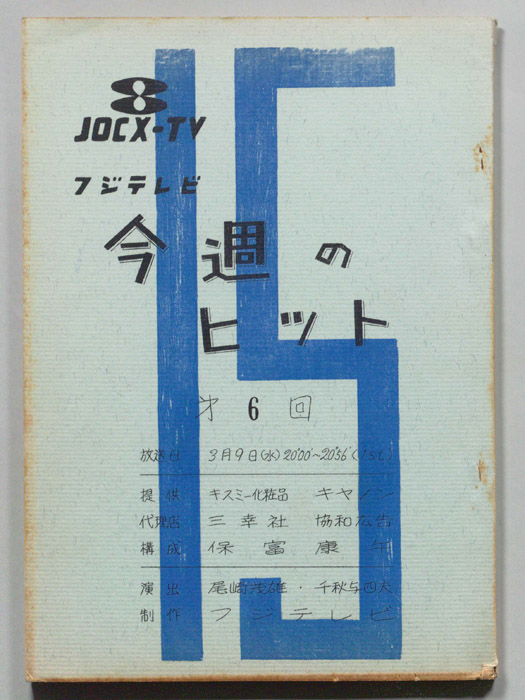 15
8
JOCX-TV
フジテレビ
今週の
ヒット
第6回
放送日 3月9日(水) 20°00~20°56'(1st)
提供 キスミー化粧品 キヤノン
代理店 三幸社 協和広告
構成 保富康午
演出 尾崎茂雄・千秋与四夫
制作 フジテレビ